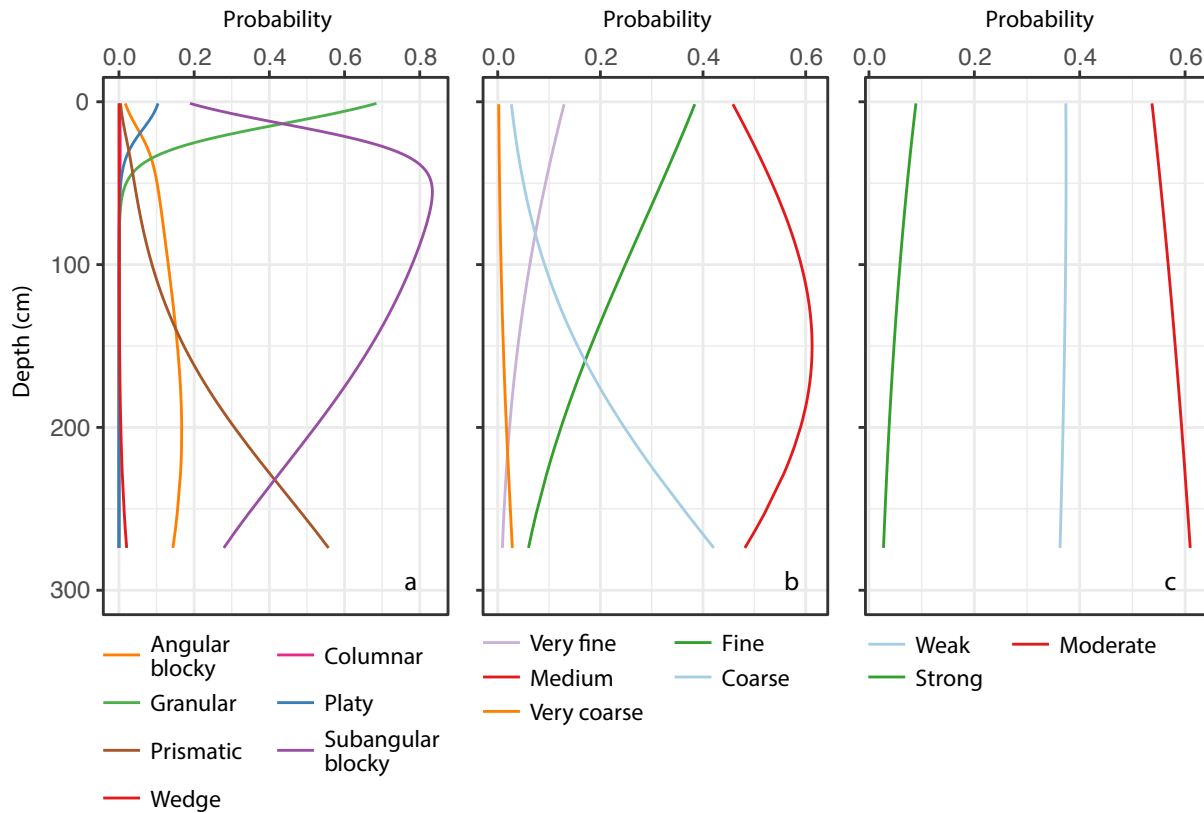 Probability
Probability
Probability
0.0 0.2 0.4 0.6 0.8
0.0 0.2 0.4 0.6
0.0 0.2 0.4 0.6
Depth (cm)
0
100
200
300
a
b
c
Angular
blocky
Columnar
Granular
Platy
Prismatic
Subangular
blocky
Wedge
Very fine
Fine
Medium
Coarse
Very coarse
Weak
Moderate
Strong